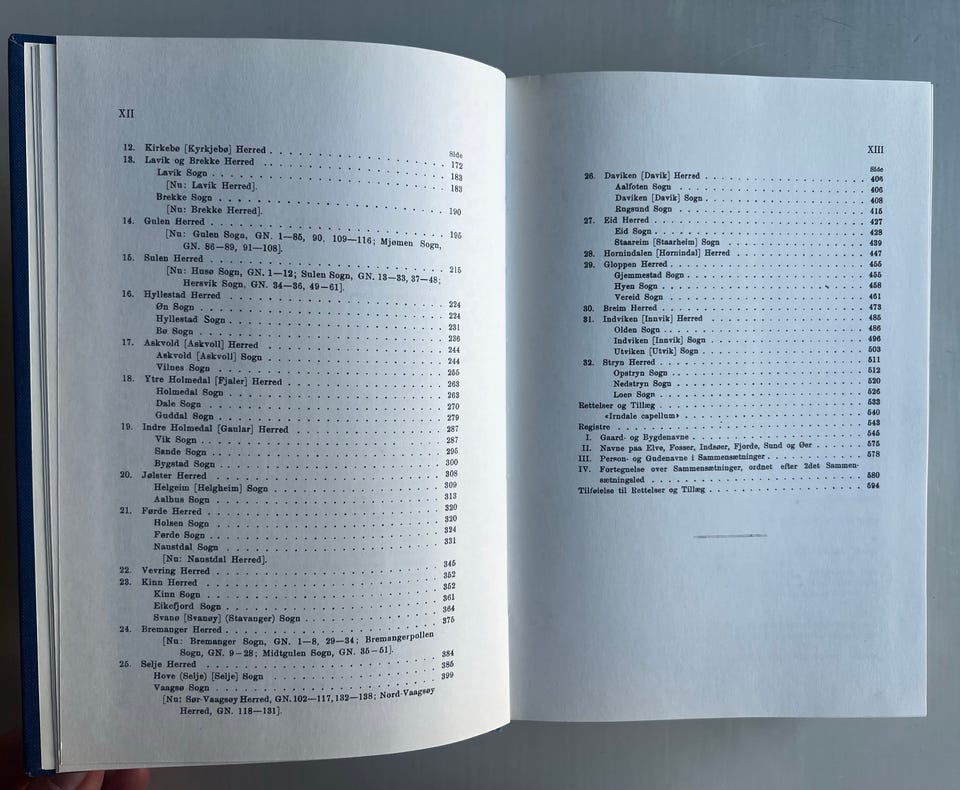 XII
Side
12. Kirkebø [Kyrkjebø] Herred . . . . . 172
13. Lavik og Brekke Herred . . . . . 183
Lavik Sogn . . . . . 183
[Nu: Lavik Herred].
Brekke Sogn . . . . . 190
[Nu: Brekke Herred].
14. Gulen Herred . . . . . 195
[Nu: Gulen Sogn, GN. 1—85, 90, 109—116; Mjømen Sogn,
GN. 86—89, 91—108].
15. Sulen Herred . . . . . 215
[Nu: Husø Sogn, GN. 1—12; Sulen Sogn, GN. 13—33, 37—48;
Hersvik Sogn, GN. 34—36, 49—61].
16. Hyllestad Herred . . . . . 224
Øn Sogn . . . . . 224
Hyllestad Sogn . . . . . 231
Bø Sogn . . . . . 236
17. Askvold [Askvoll] Herred . . . . . 244
Askvold [Askvoll] Sogn . . . . . 244
Vilnes Sogn . . . . . 255
18. Ytre Holmedal [Fjaler] Herred . . . . . 263
Holmedal Sogn . . . . . 263
Dale Sogn . . . . . 270
Guddal Sogn . . . . . 279
19. Indre Holmedal [Gaular] Herred . . . . . 287
Vik Sogn . . . . . 287
Sande Sogn . . . . . 295
Bygstad Sogn . . . . . 300
20. Jølster Herred . . . . . 308
Helgeim [Helgheim] Sogn . . . . . 309
Aalhus Sogn . . . . . 313
21. Førde Herred . . . . . 320
Holsen Sogn . . . . . 320
Førde Sogn . . . . . 324
Naustdal Sogn . . . . . 331
[Nu: Naustdal Herred].
22. Vevring Herred . . . . . 345
23. Kinn Herred . . . . . 352
Kinn Sogn . . . . . 352
Eikefjord Sogn . . . . . 361
Svanø [Svanøy] (Stavanger) Sogn . . . . . 364
24. Bremanger Herred . . . . . 375
[Nu: Bremanger Sogn, GN. 1—8, 29—34; Bremangerpollen
Sogn, GN. 9—28; Midtgulen Sogn, GN. 35—51].
25. Selje Herred . . . . . 384
Hove (Selje) [Selje] Sogn . . . . . 385
Vaagsø Sogn . . . . . 399
[Nu: Sør-Vaagsøy Herred, GN. 102—117, 132—138; Nord-Vaagsøy
Herred, GN. 118—131].
XIII
Side
26. Daviken [Davik] Herred . . . . . 406
Aalfoten Sogn . . . . . 406
Daviken [Davik] Sogn . . . . . 408
Rugsund Sogn . . . . . 415
27. Eid Herred . . . . . 427
Eid Sogn . . . . . 428
Staareim [Staarheim] Sogn . . . . . 439
28. Hornindalen [Hornindal] Herred . . . . . 447
29. Gloppen Herred . . . . . 455
Gjemmestad Sogn . . . . . 455
Hyen Sogn . . . . . 458
Vereid Sogn . . . . . 461
30. Breim Herred . . . . . 473
31. Indviken [Innvik] Herred . . . . . 485
Olden Sogn . . . . . 486
Indviken [Innvik] Sogn . . . . . 496
Utviken [Utvik] Sogn . . . . . 503
32. Stryn Herred . . . . . 511
Opstryn Sogn . . . . . 512
Nedstryn Sogn . . . . . 520
Loen Sogn . . . . . 526
Rettelser og Tillæg . . . . . 533
«Irndale capellum» . . . . . 540
Registre . . . . . 543
I. Gaard- og Bygdenavne . . . . . 545
II. Navne paa Elve, Fosser, Indsøer, Fjorde, Sund og Øer . . . . . 575
III. Person- og Gudenavne i Sammensætninger . . . . . 578
IV. Fortegnelse over Sammensætninger, ordnet efter 2det Sammen-
sætningsled . . . . . 580
Tilføielse til Rettelser og Tillæg . . . . . 594